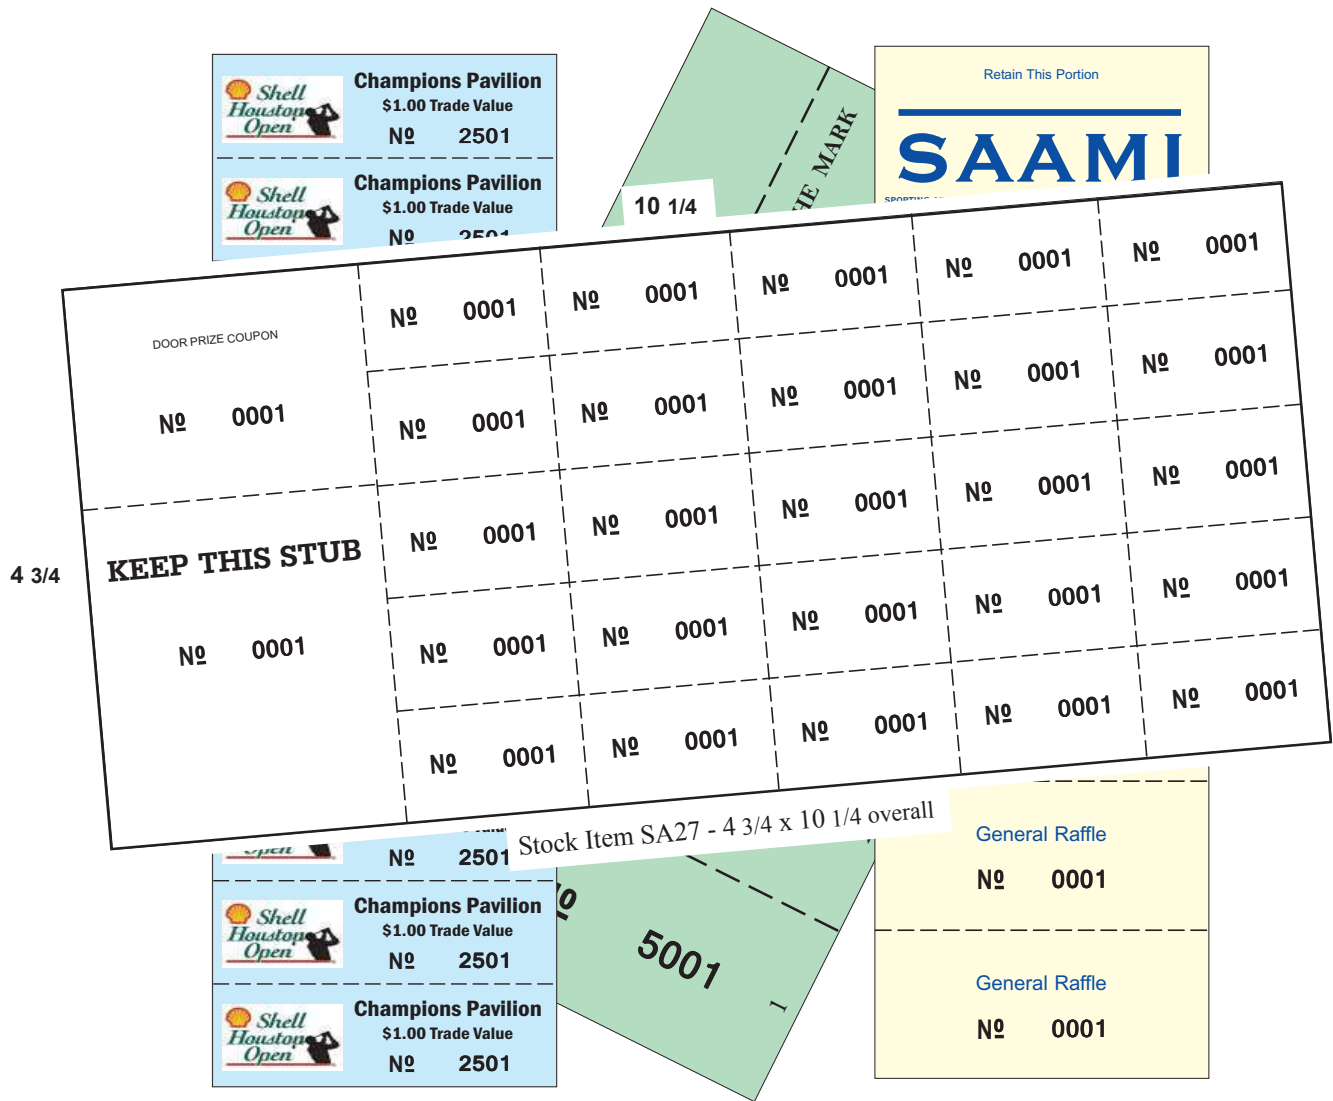 Shell
Houston
Open
Champions Pavilion
$1.00 Trade Value
Nº 2501
Shell
Houston
Open
Champions Pavilion
$1.00 Trade Value
Nº 2501
HE MARK
Retain This Portion
SAAMI
10 1/4
4 3/4
DOOR PRIZE COUPON
Nº 0001
KEEP THIS STUB
Nº 0001
Nº 0001 Nº 0001 Nº 0001 Nº 0001 Nº 0001
Nº 0001 Nº 0001 Nº 0001 Nº 0001 Nº 0001
Nº 0001 Nº 0001 Nº 0001 Nº 0001 Nº 0001
Nº 0001 Nº 0001 Nº 0001 Nº 0001 Nº 0001
Nº 0001 Nº 0001 Nº 0001 Nº 0001 Nº 0001
Stock Item SA27 - 4 3/4 x 10 1/4 overall
Open
Nº 2501
Shell
Houston
Open
Champions Pavilion
$1.00 Trade Value
Nº 2501
Shell
Houston
Open
Champions Pavilion
$1.00 Trade Value
Nº 2501
Nº 5001
1
General Raffle
Nº 0001
General Raffle
Nº 0001